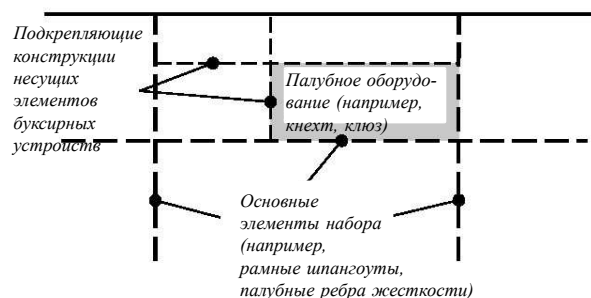 Подкрепляющие
конструкции
несущих
элементов
буксирных
устройств
Палубное оборудо-
вание (например,
кнехт, клюз)
Основные
элементы набора
(например,
рамные шпангоуты,
палубные ребра жесткости)